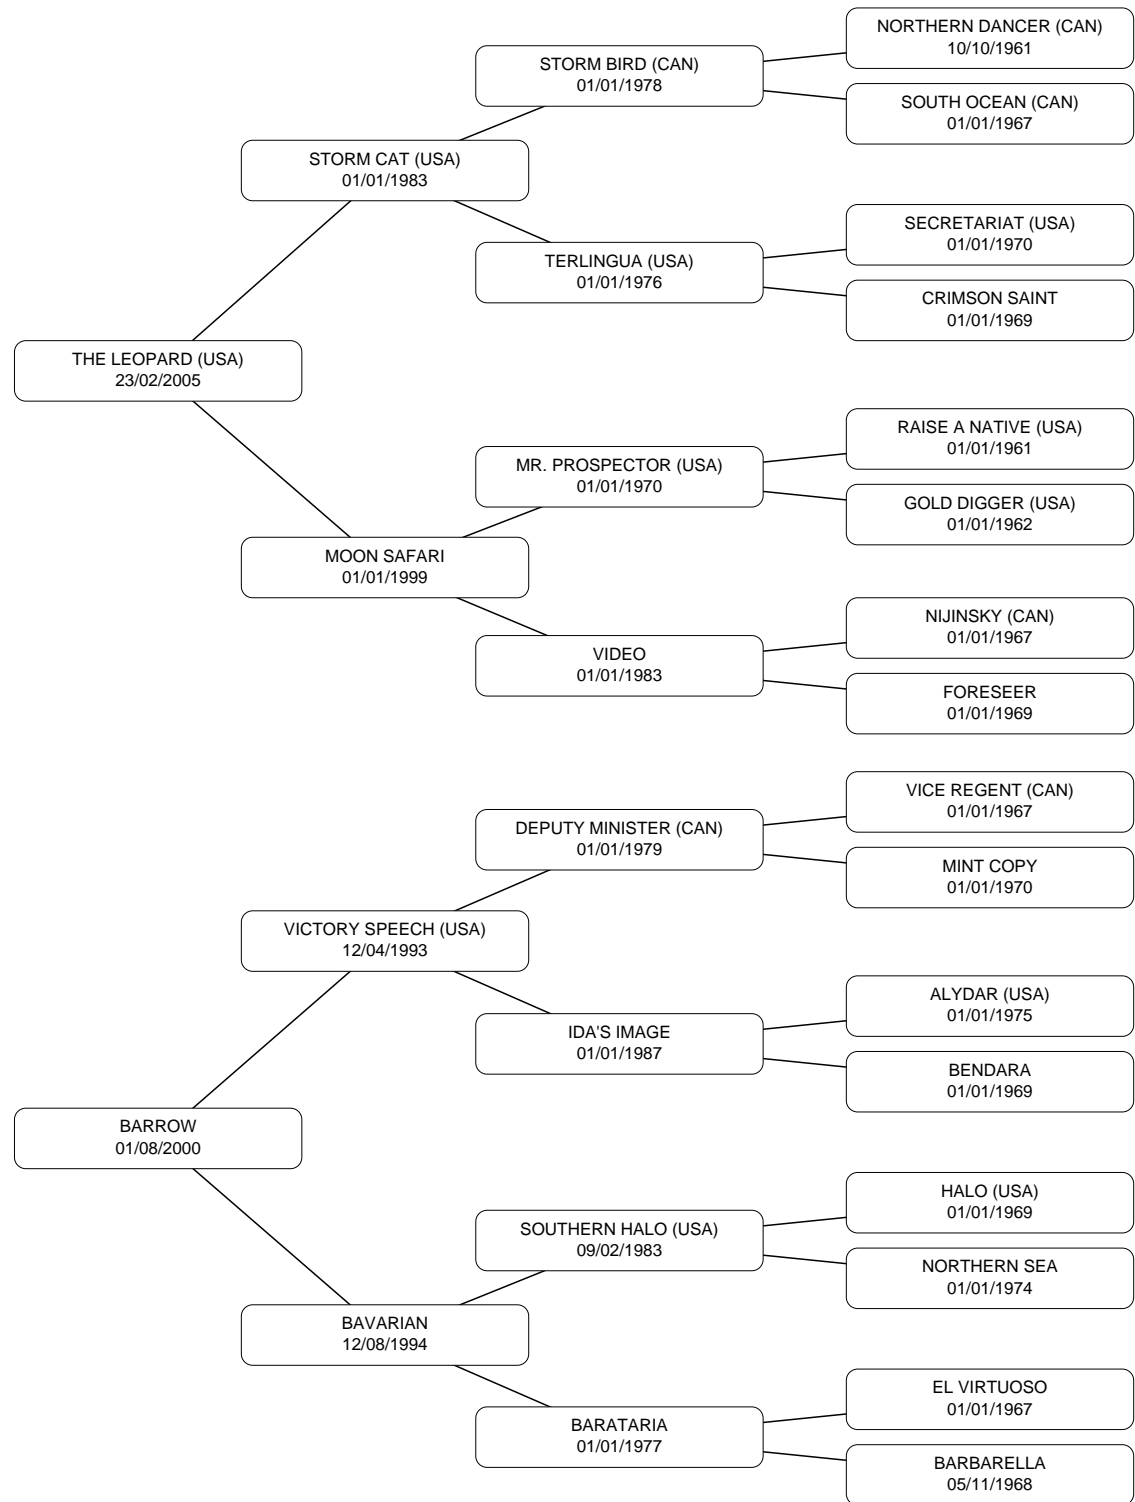 NORTHERN DANCER (CAN)
10/10/1961
STORM BIRD (CAN)
01/01/1978
SOUTH OCEAN (CAN)
01/01/1967
STORM CAT (USA)
01/01/1983
SECRETARIAT (USA)
01/01/1970
TERLINGUA (USA)
01/01/1976
CRIMSON SAINT
01/01/1969
THE LEOPARD (USA)
23/02/2005
RAISE A NATIVE (USA)
01/01/1961
MR. PROSPECTOR (USA)
01/01/1970
GOLD DIGGER (USA)
01/01/1962
MOON SAFARI
01/01/1999
NIJINSKY (CAN)
01/01/1967
VIDEO
01/01/1983
FORESEER
01/01/1969
VICE REGENT (CAN)
01/01/1967
DEPUTY MINISTER (CAN)
01/01/1979
MINT COPY
01/01/1970
VICTORY SPEECH (USA)
12/04/1993
ALYDAR (USA)
01/01/1975
IDA'S IMAGE
01/01/1987
BENDARA
01/01/1969
BARROW
01/08/2000
HALO (USA)
01/01/1969
SOUTHERN HALO (USA)
09/02/1983
NORTHERN SEA
01/01/1974
BAVARIAN
12/08/1994
EL VIRTUOSO
01/01/1967
BARATARIA
01/01/1977
BARBARELLA
05/11/1968